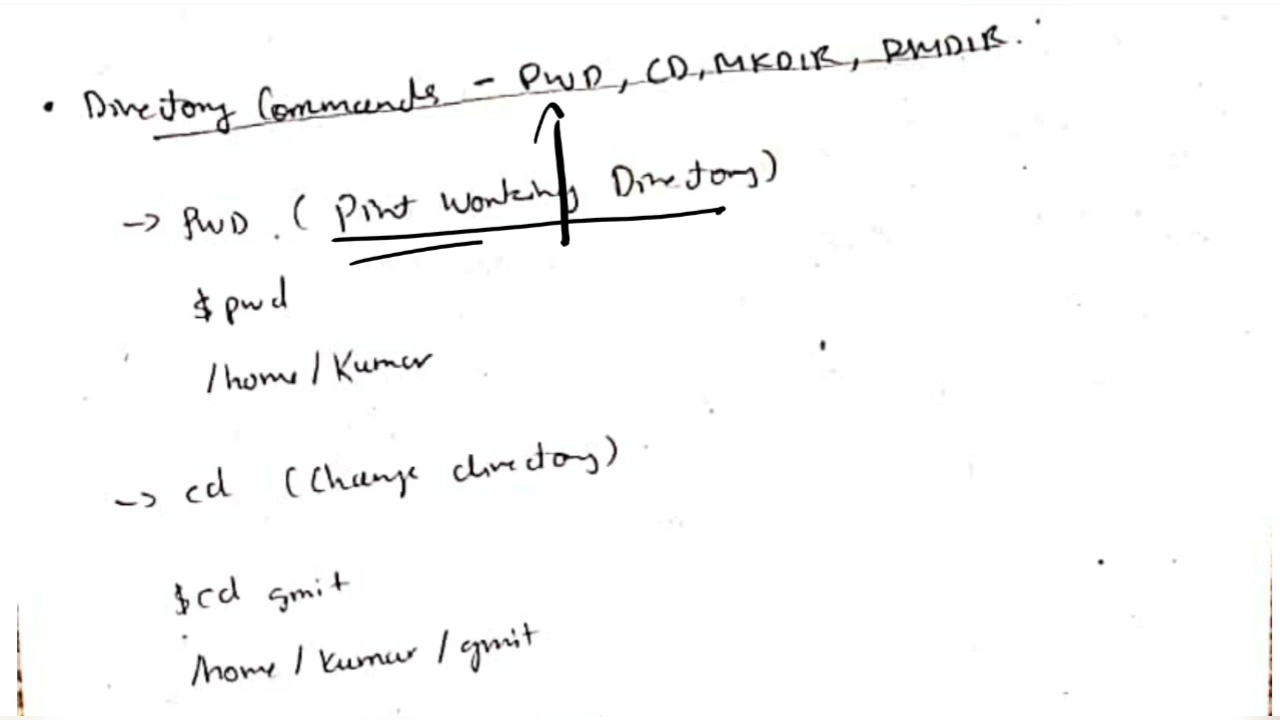 • Directory Commands - PWD, CD, MKDIR, RMDIR.
-> PWD. (Print Working Directory)
$ pwd
/home/Kumar
-> cd (Change directory)
$cd gmit
/home/kumar/gmit